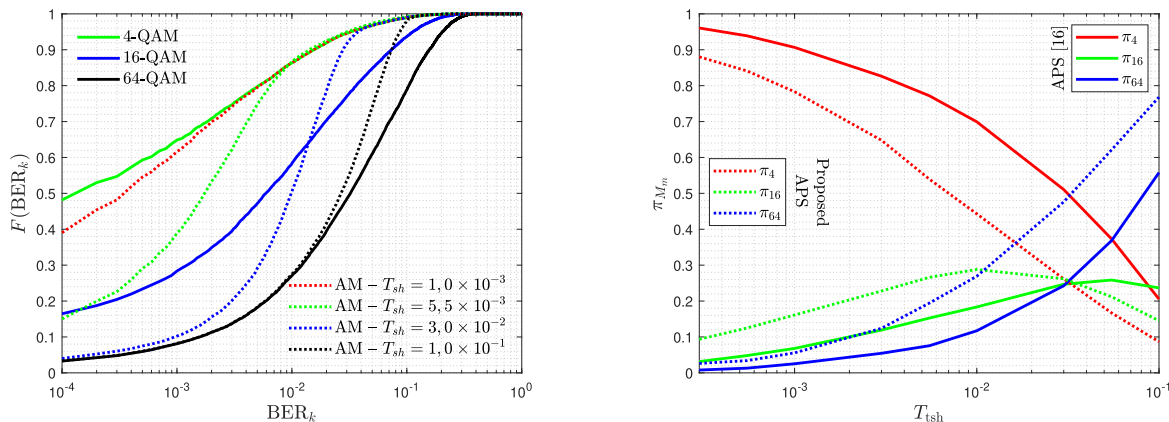 1
0.9
0.8
0.7
0.6
0.5
0.4
0.3
0.2
0.1
0
F(BER_k)
4-QAM
16-QAM
64-QAM
AM − T_sh = 1,0 × 10^-3
AM − T_sh = 5,5 × 10^-3
AM − T_sh = 3,0 × 10^-2
AM − T_sh = 1,0 × 10^-1
10^-4 10^-3 10^-2 10^-1 10^0
BER_k
1
0.9
0.8
0.7
0.6
0.5
0.4
0.3
0.2
0.1
0
π_{M_m}
APS [16]
π_4
π_16
π_64
Proposed
APS
π_4
π_16
π_64
10^-3 10^-2 10^-1
T_tsh